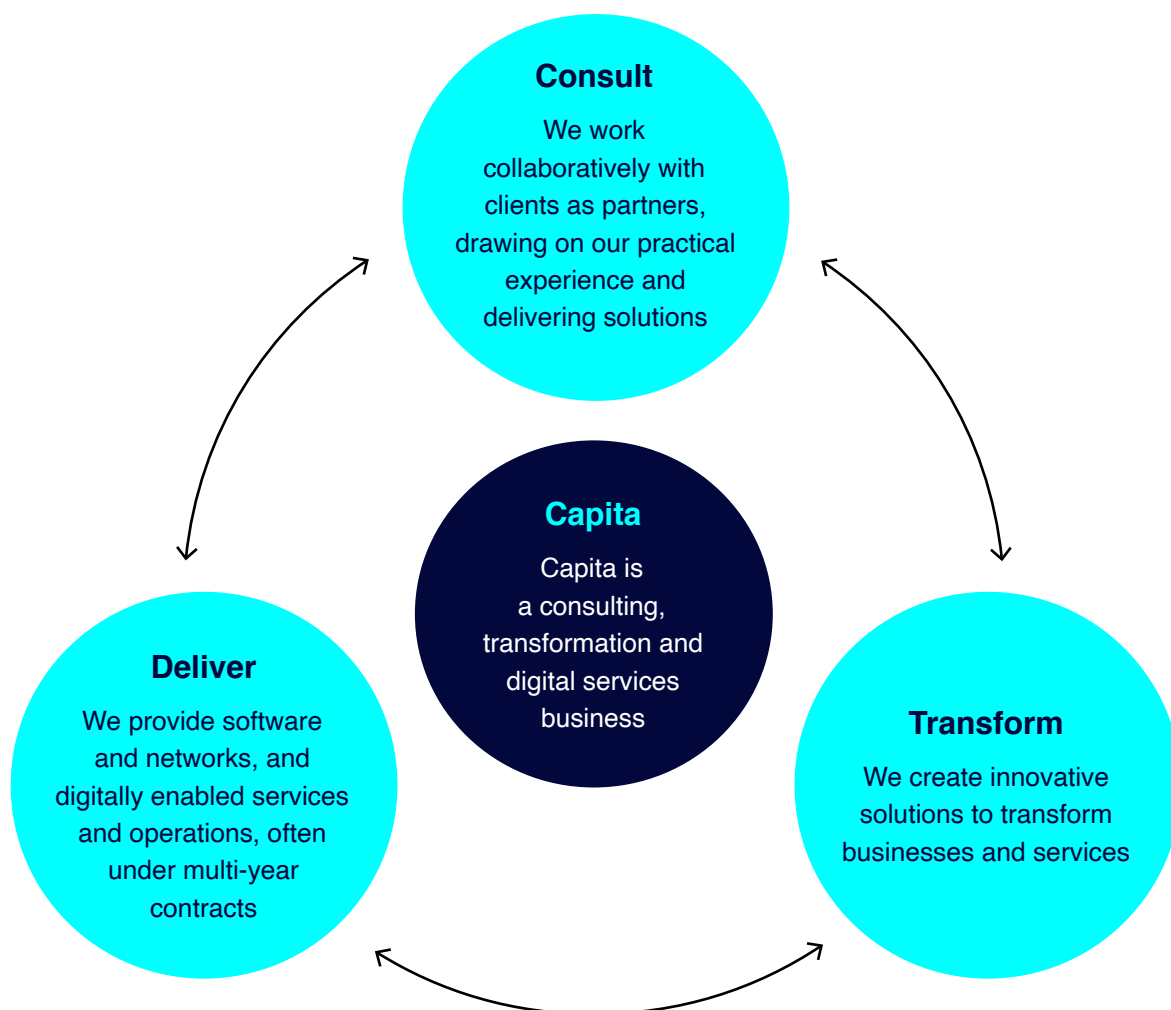 Consult
We work
collaboratively with
clients as partners,
drawing on our practical
experience and
delivering solutions
Capita
Capita is
a consulting,
transformation and
digital services
business
Deliver
We provide software
and networks, and
digitally enabled services
and operations, often
under multi-year
contracts
Transform
We create innovative
solutions to transform
businesses and services